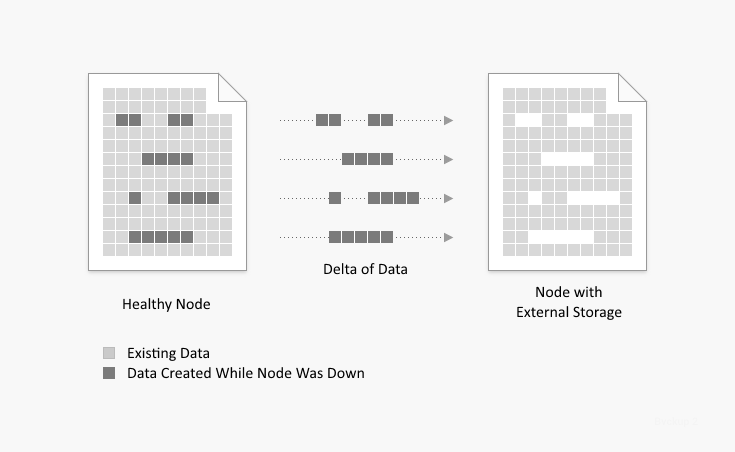 Delta of Data
Healthy Node
Node with
External Storage
Existing Data
Data Created While Node Was Down